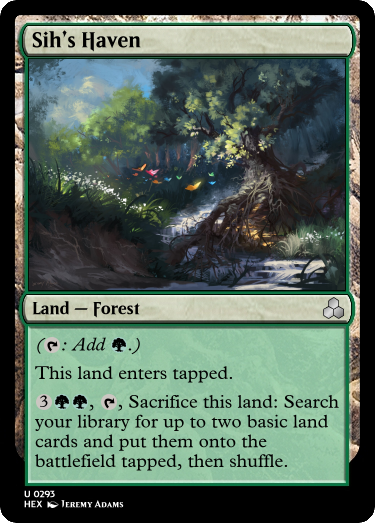 Sih's Haven
Land — Forest
(: Add .)
This land enters tapped.
3, , Sacrifice this land: Search
your library for up to two basic land
cards and put them onto the
battlefield tapped, then shuffle.
U 0293
HEX Jeremy Adams